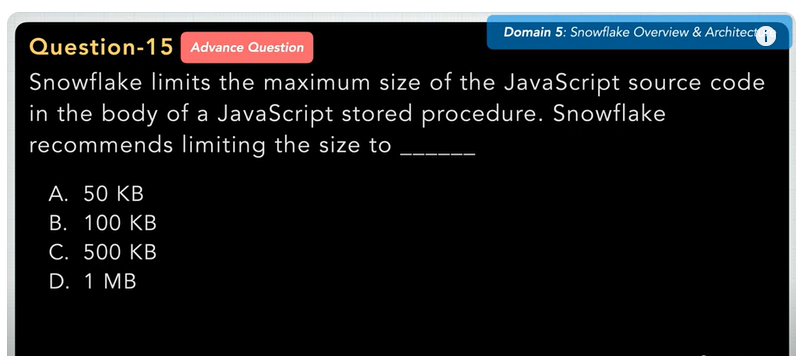 Domain 5: Snowflake Overview & Architect
Question-15 Advance Question
Snowflake limits the maximum size of the JavaScript source code
in the body of a JavaScript stored procedure. Snowflake
recommends limiting the size to ______
A. 50 KB
B. 100 KB
C. 500 KB
D. 1 MB